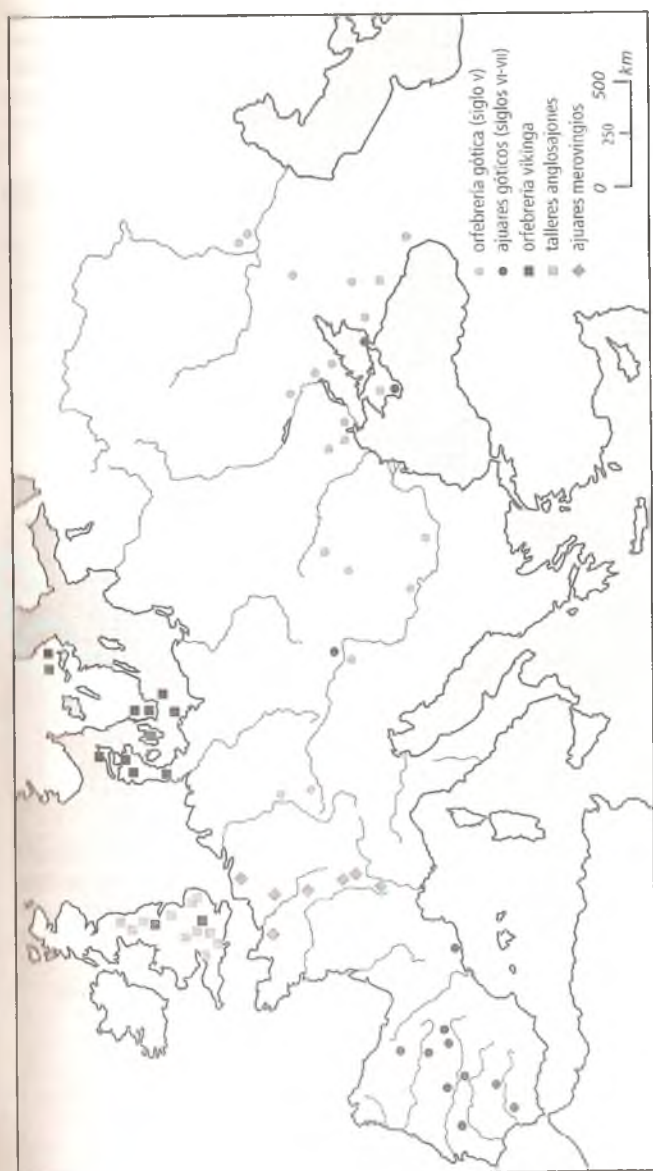 orfebrería gótica (siglo V)
ajuares góticos (siglos VI-VII)
orfebrería vikinga
talleres anglosajones
ajuares merovingios
0 250 500
km